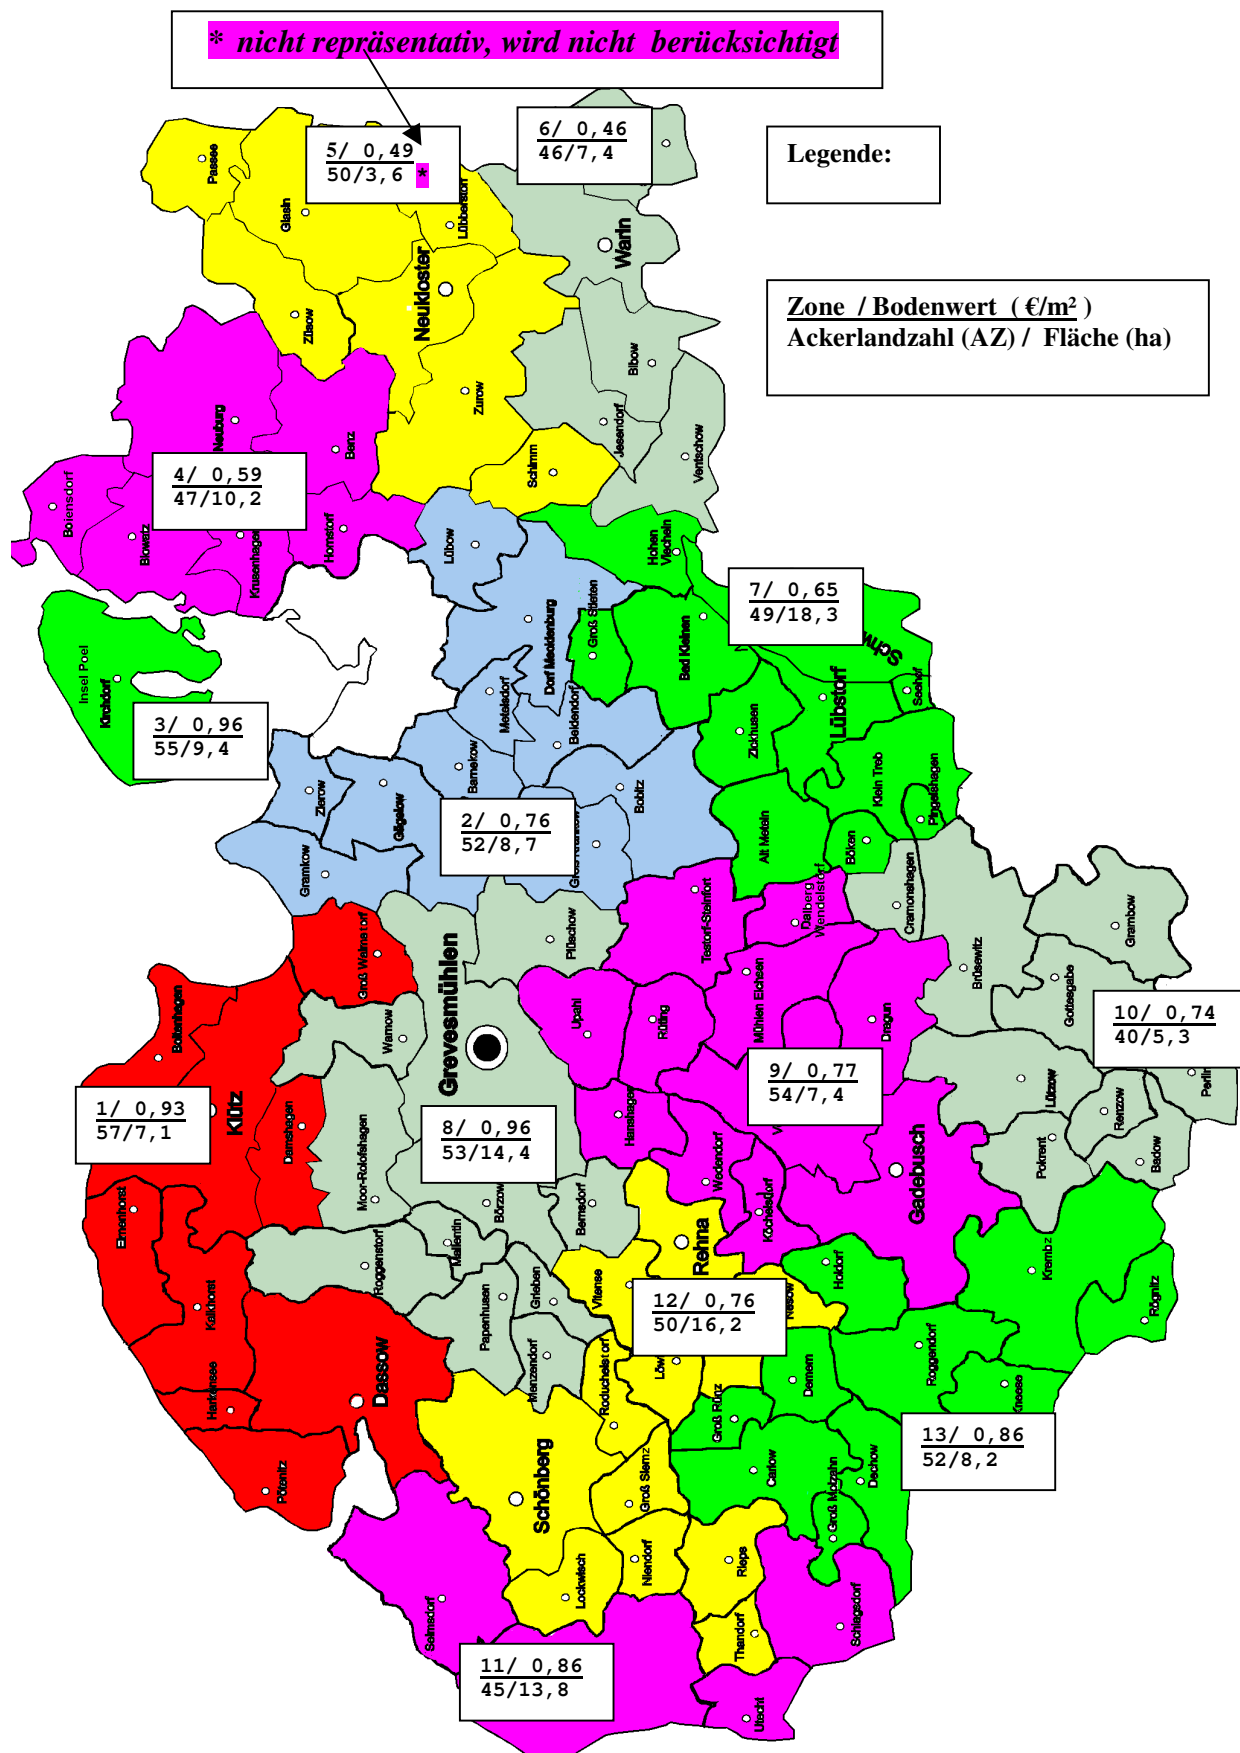 * nicht repräsentativ, wird nicht berücksichtigt
5/ 0,49
50/3,6 *
6/ 0,46
46/7,4
Legende:
Zone / Bodenwert ( €/m² )
Ackerlandzahl (AZ) / Fläche (ha)
Passee
Glasin
Lübberstorf
Warin
Neukloster
Züsow
Zurow
Bibow
Jesendorf
Ventschow
Schimm
Neuburg
Benz
4/ 0,59
47/10,2
Boiensdorf
Blowatz
Krusenhagen
Hornstorf
Lübow
Hohen
Viecheln
7/ 0,65
49/18,3
Insel Poel
Kirchdorf
3/ 0,96
55/9,4
Dorf Mecklenburg
Groß Stieten
Bad Kleinen
Schw
Lübstorf
Seehof
Metelsdorf
Beidendorf
Zickhusen
Barnekow
Bobitz
Zierow
Gägelow
Klein Treb
Pingelshagen
2/ 0,76
52/8,7
Gramkow
Alt Meteln
Böken
Cramonshagen
Dalberg
Wendelstorf
Testorf-Steinfort
Plüschow
Groß Walmstorf
Grevesmühlen
Grambow
Brüsewitz
Gottesgabe
Mühlen Eichsen
Dragun
Upahl
Rüting
Warnow
Boltenhagen
10/ 0,74
40/5,3
Perlin
1/ 0,93
57/7,1
Klütz
Damshagen
8/ 0,96
53/14,4
9/ 0,77
54/7,4
Hanshagen
Lützow
Renzow
Badow
Pokrent
Gadebusch
Wedendorf
Köchelsdorf
Moor-Rolofshagen
Börzow
Bernstorf
Mallentin
Roggenstorf
Elmenhorst
Kalkhorst
Papenhusen
Grieben
Vitense
Rehna
Holdorf
Krembz
Rögnitz
12/ 0,76
50/16,2
Nesow
Menzendorf
Roduchelstorf
Löw
Demern
Roggendorf
Kneese
Dassow
Harkensee
Pötenitz
Groß Rünz
Carlow
Dechow
Groß Molzahn
13/ 0,86
52/8,2
Schönberg
Groß Siemz
Niendorf
Lockwisch
Rieps
Selmsdorf
Thandorf
Schlagsdorf
11/ 0,86
45/13,8
Utecht